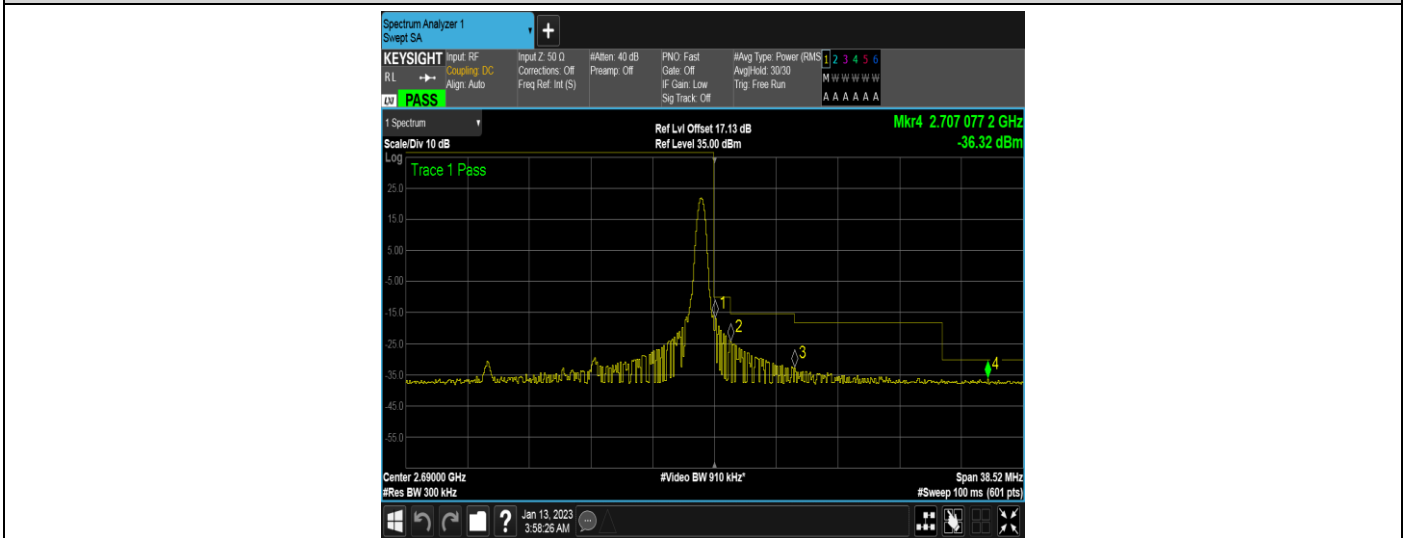 Spectrum Analyzer 1
Swept SA
+
KEYSIGHT
RL
LXI PASS
Input: RF
Coupling: DC
Align: Auto
Input Z: 50 Ω
Corrections: Off
Freq Ref: Int (S)
#Atten: 40 dB
Preamp: Off
PNO: Fast
Gate: Off
IF Gain: Low
Sig Track: Off
#Avg Type: Power (RMS
Avg|Hold: 30/30
Trig: Free Run
1 2 3 4 5 6
M W W W W W
A A A A A A
1 Spectrum
Scale/Div 10 dB
Ref Lvl Offset 17.13 dB
Ref Level 35.00 dBm
Mkr4 2.707 077 2 GHz
-36.32 dBm
Log
Trace 1 Pass
25.0
15.0
5.00
-5.00
-15.0
-25.0
-35.0
-45.0
-55.0
1
2
3
4
Center 2.69000 GHz
#Res BW 300 kHz
#Video BW 910 kHz*
Span 38.52 MHz
#Sweep 100 ms (601 pts)
?
Jan 13, 2023
3:58:26 AM